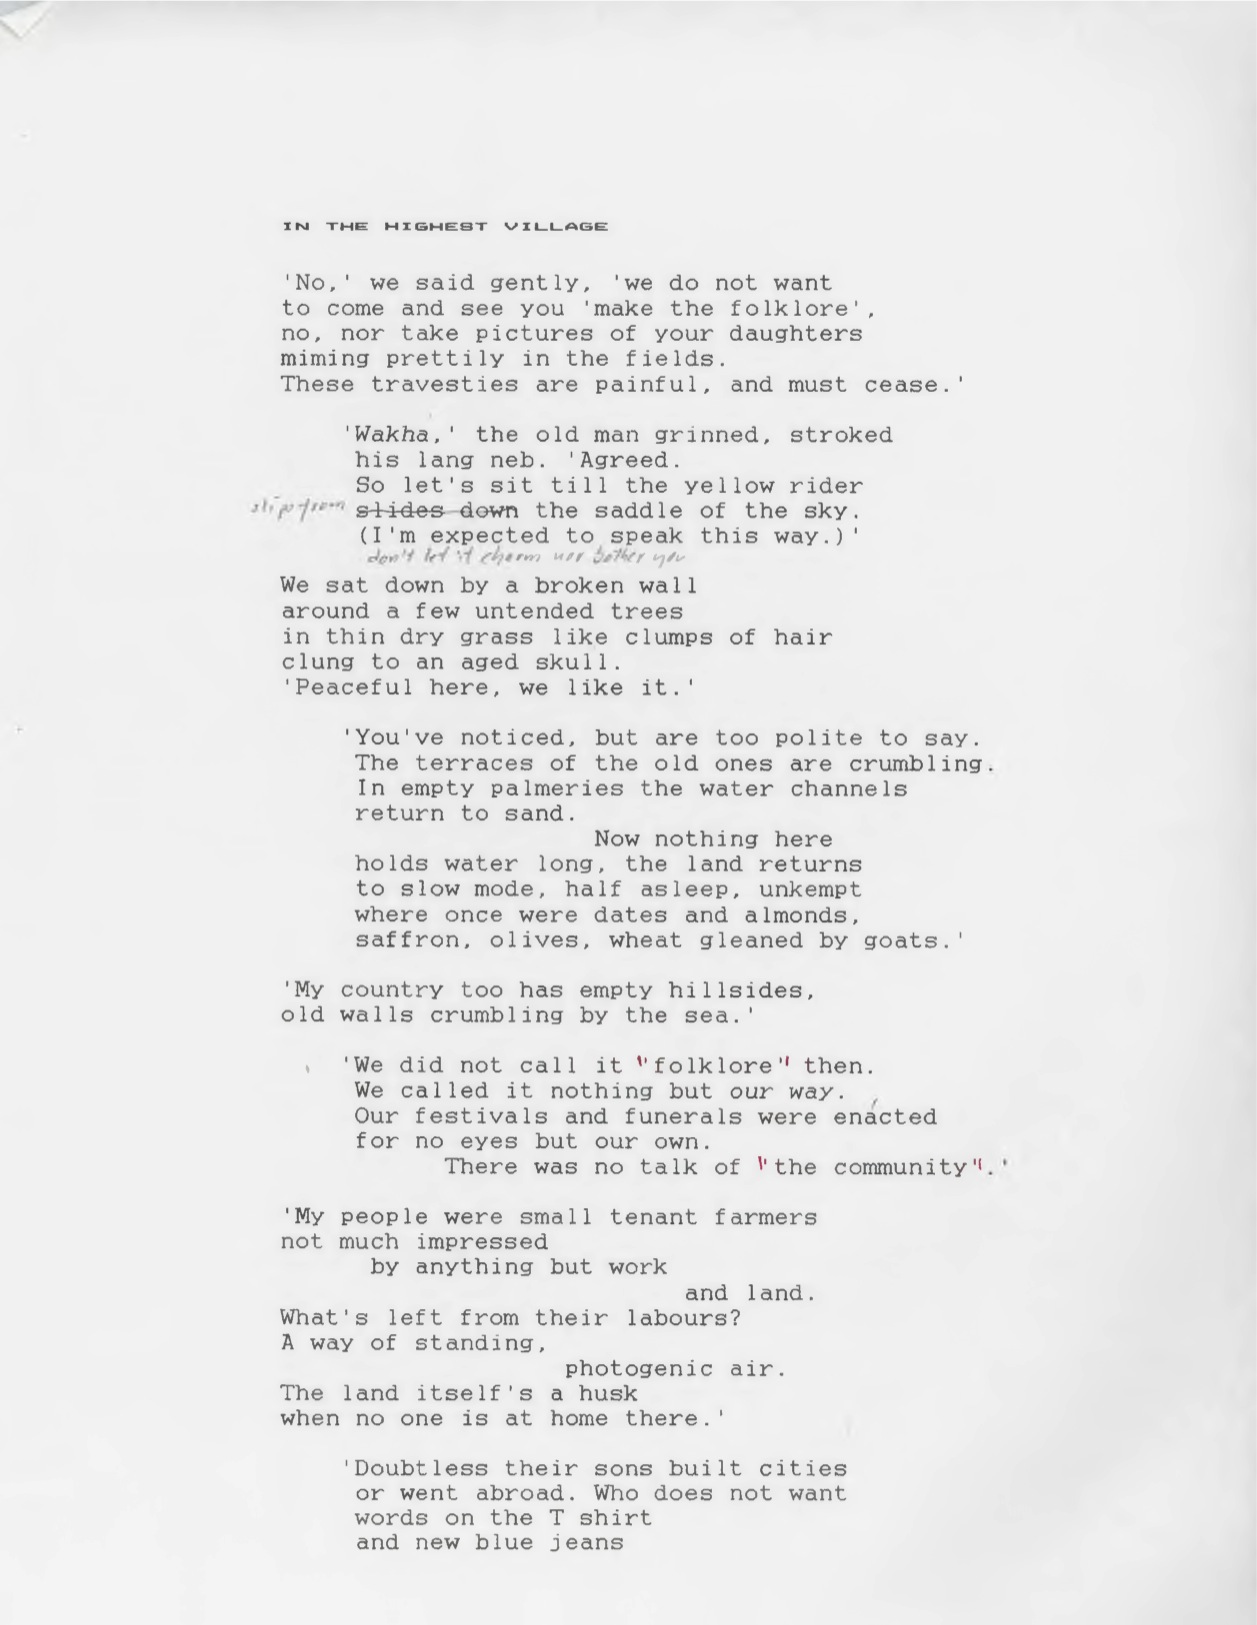 IN THE HIGHEST VILLAGE
'No,' we said gently, 'we do not want
to come and see you 'make the folklore',
no, nor take pictures of your daughters
miming prettily in the fields.
These travesties are painful, and must cease.'
'Wakha,' the old man grinned, stroked
his lang neb. 'Agreed.
So let's sit till the yellow rider
slips from
slides down the saddle of the sky.
(I'm expected to speak this way.)'
don't let it charm nor bother you
We sat down by a broken wall
around a few untended trees
in thin dry grass like clumps of hair
clung to an aged skull.
'Peaceful here, we like it.'
'You've noticed, but are too polite to say.
The terraces of the old ones are crumbling.
In empty palmeries the water channels
return to sand.
Now nothing here
holds water long, the land returns
to slow mode, half asleep, unkempt
where once were dates and almonds,
saffron, olives, wheat gleaned by goats.'
'My country too has empty hillsides,
old walls crumbling by the sea.'
'We did not call it "folklore" then.
We called it nothing but our way.
Our festivals and funerals were enacted
for no eyes but our own.
There was no talk of "the community".'
'My people were small tenant farmers
not much impressed
by anything but work
and land.
What's left from their labours?
A way of standing,
photogenic air.
The land itself's a husk
when no one is at home there.'
'Doubtless their sons built cities
or went abroad. Who does not want
words on the T shirt
and new blue jeans